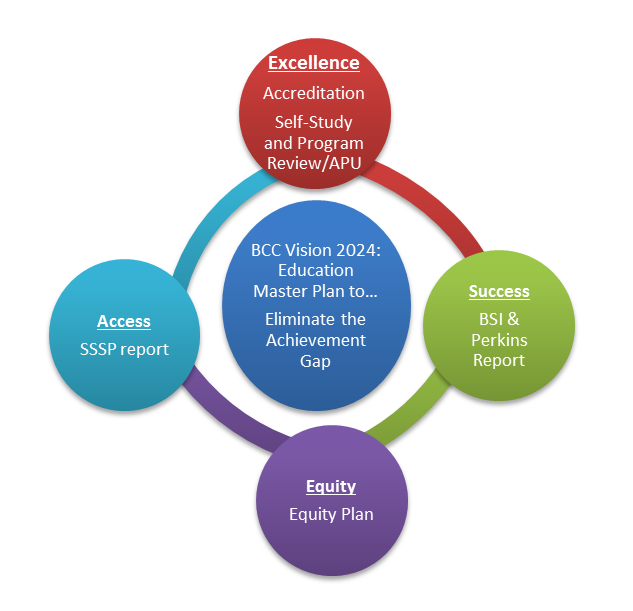 Excellence
Accreditation
Self-Study
and Program
Review/APU
BCC Vision 2024:
Education
Master Plan to...
Eliminate the
Achievement
Gap
Access
SSSP report
Success
BSI &
Perkins
Report
Equity
Equity Plan